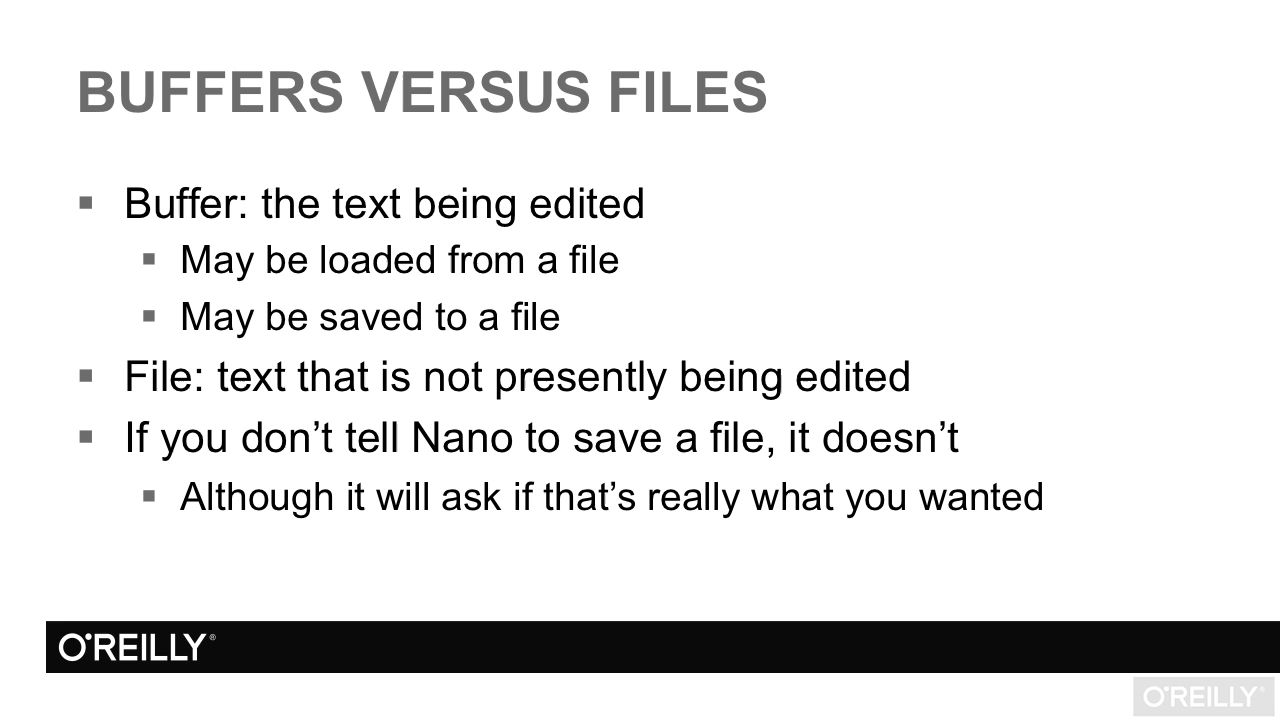 BUFFERS VERSUS FILES
▪ Buffer: the text being edited
▪ May be loaded from a file
▪ May be saved to a file
▪ File: text that is not presently being edited
▪ If you don’t tell Nano to save a file, it doesn’t
▪ Although it will ask if that’s really what you wanted
O'REILLY®
O'REILLY®